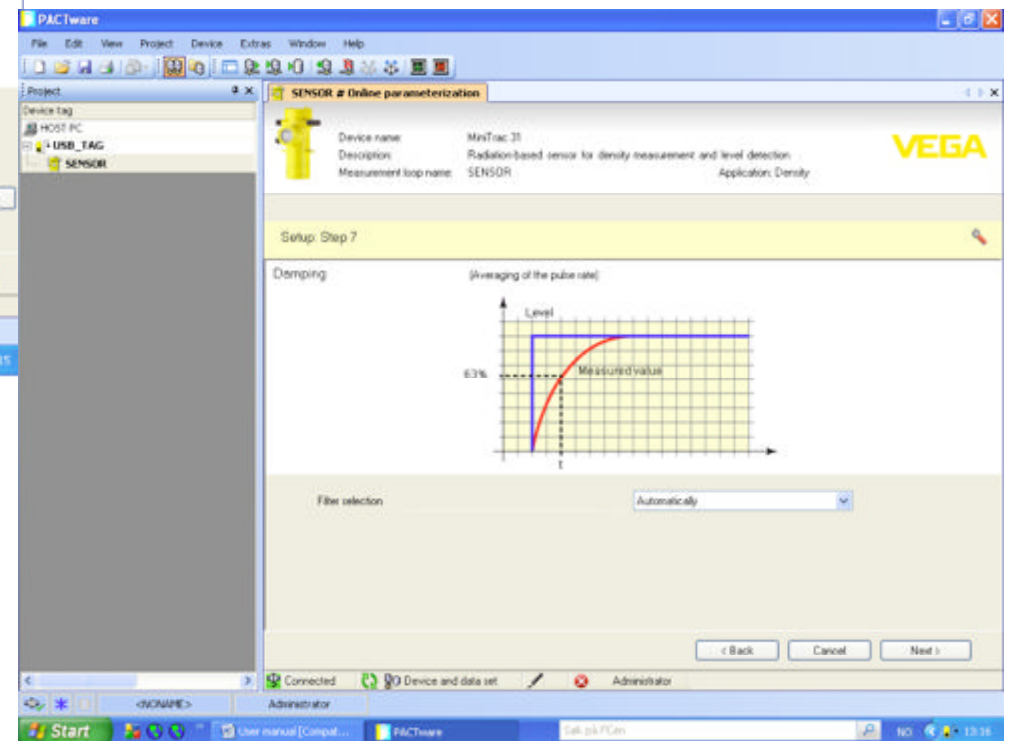 PACTware
File Edit View Project Device Extras Window Help
Project
SENSOR # Online parameterization
Device tag
HOST PC
USB_TAG
SENSOR
Device name: MiniTrac 31
Description: Radiation-based sensor for density measurement and level detection
Measurement loop name: SENSOR Application: Density
VEGA
Setup: Step 7
Damping (Averaging of the pulse rate)
Level
63%
Measured value
t
Filter selection Automatically
< Back Cancel Next >
Connected Device and data set Administrator
<NONAME> Administrator
Start User manual [Compat... PACTware Søk på PCen NO 13:16